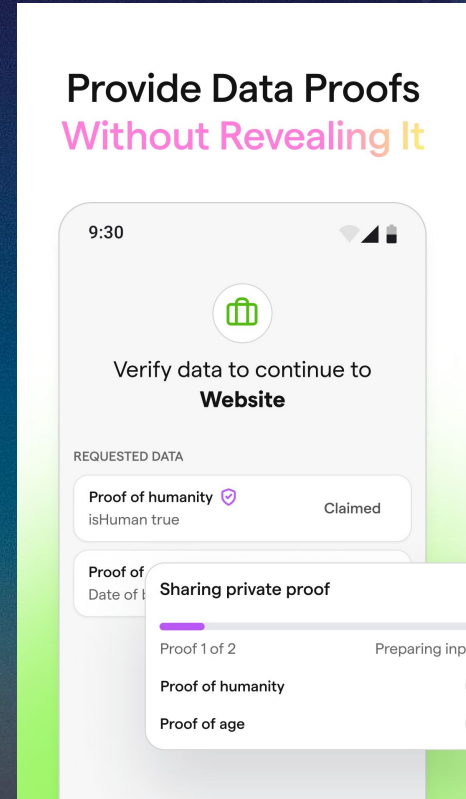 Provide Data Proofs
Without Revealing It
9:30
Verify data to continue to
Website
REQUESTED DATA
Proof of humanity
isHuman true
Claimed
Proof of
Date of
Sharing private proof
Proof 1 of 2
Preparing inp
Proof of humanity
Proof of age